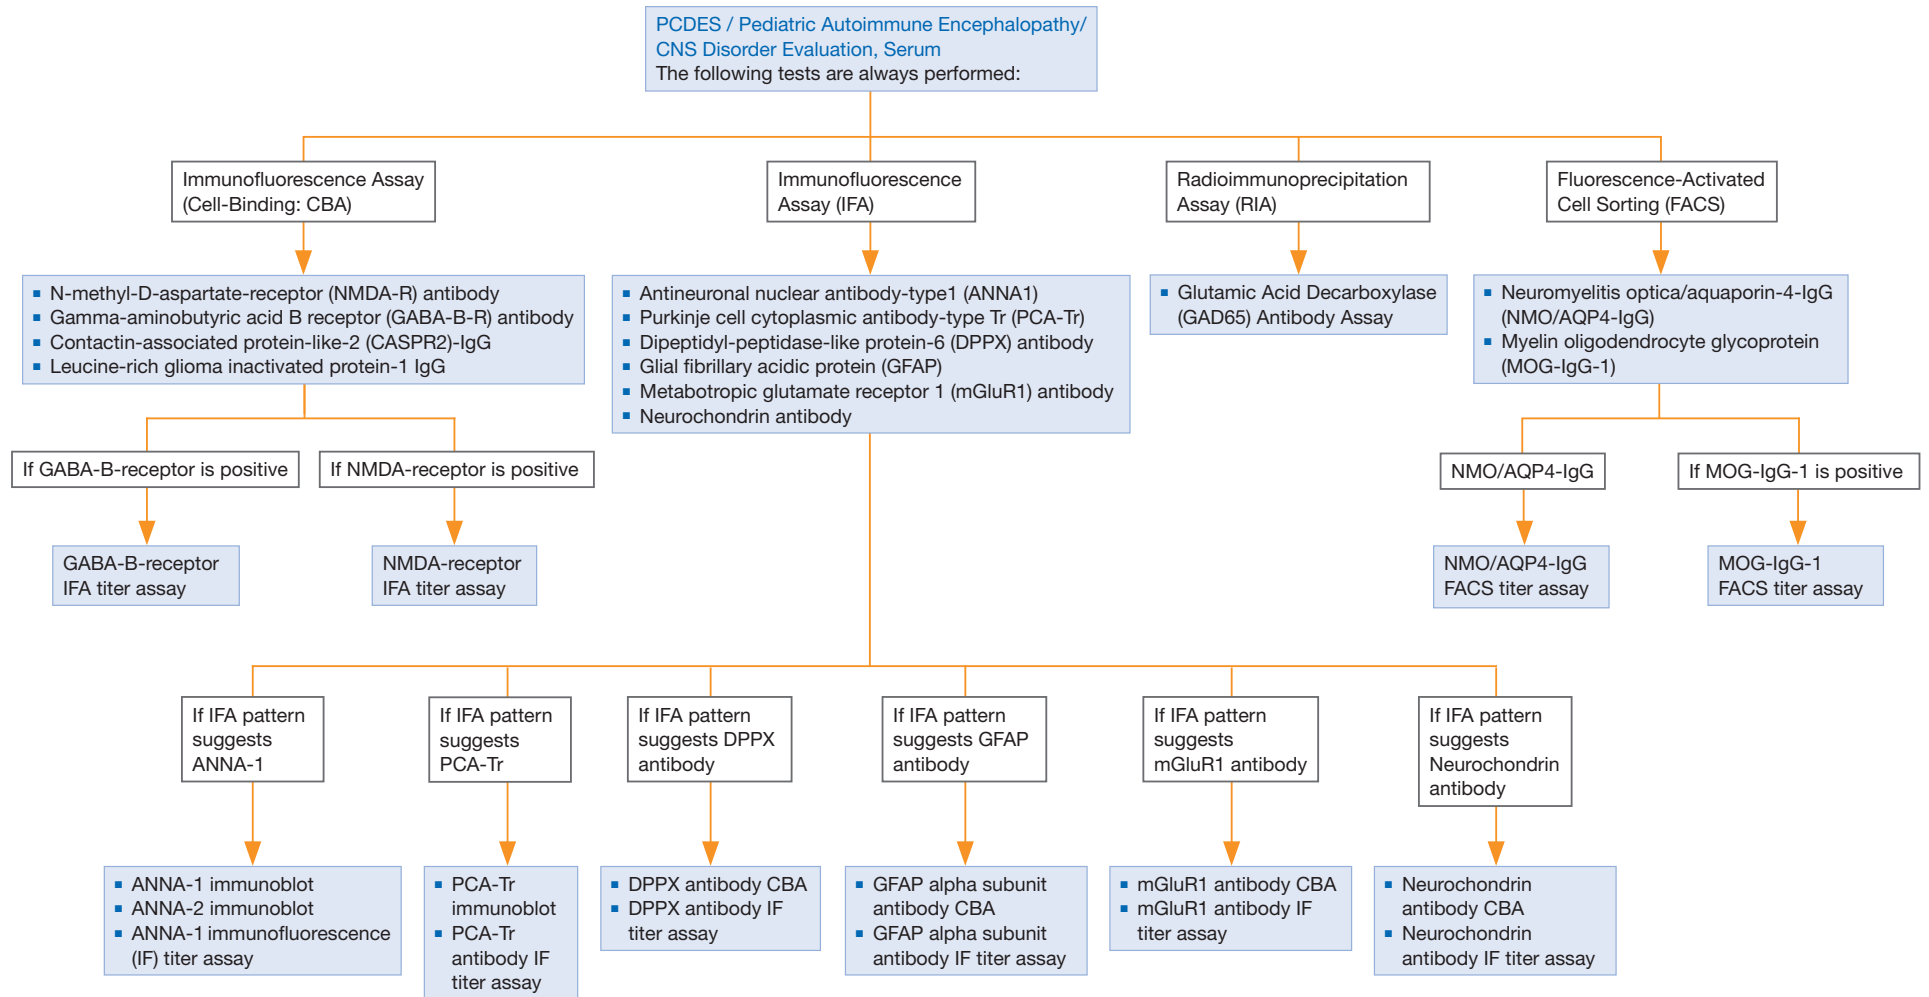 PCDES / Pediatric Autoimmune Encephalopathy/
CNS Disorder Evaluation, Serum
The following tests are always performed:
Immunofluorescence Assay
(Cell-Binding: CBA)
Immunofluorescence
Assay (IFA)
Radioimmunoprecipitation
Assay (RIA)
Fluorescence-Activated
Cell Sorting (FACS)
▪ N-methyl-D-aspartate-receptor (NMDA-R) antibody
▪ Gamma-aminobutyric acid B receptor (GABA-B-R) antibody
▪ Contactin-associated protein-like-2 (CASPR2)-IgG
▪ Leucine-rich glioma inactivated protein-1 IgG
▪ Antineuronal nuclear antibody-type1 (ANNA1)
▪ Purkinje cell cytoplasmic antibody-type Tr (PCA-Tr)
▪ Dipeptidyl-peptidase-like protein-6 (DPPX) antibody
▪ Glial fibrillary acidic protein (GFAP)
▪ Metabotropic glutamate receptor 1 (mGluR1) antibody
▪ Neurochondrin antibody
▪ Glutamic Acid Decarboxylase
(GAD65) Antibody Assay
▪ Neuromyelitis optica/aquaporin-4-IgG
(NMO/AQP4-IgG)
▪ Myelin oligodendrocyte glycoprotein
(MOG-IgG-1)
If GABA-B-receptor is positive
If NMDA-receptor is positive
NMO/AQP4-IgG
If MOG-IgG-1 is positive
GABA-B-receptor
IFA titer assay
NMDA-receptor
IFA titer assay
NMO/AQP4-IgG
FACS titer assay
MOG-IgG-1
FACS titer assay
If IFA pattern
suggests
ANNA-1
If IFA pattern
suggests
PCA-Tr
If IFA pattern
suggests DPPX
antibody
If IFA pattern
suggests GFAP
antibody
If IFA pattern
suggests
mGluR1 antibody
If IFA pattern
suggests
Neurochondrin
antibody
▪ ANNA-1 immunoblot
▪ ANNA-2 immunoblot
▪ ANNA-1 immunofluorescence
(IF) titer assay
▪ PCA-Tr
immunoblot
▪ PCA-Tr
antibody IF
titer assay
▪ DPPX antibody CBA
▪ DPPX antibody IF
titer assay
▪ GFAP alpha subunit
antibody CBA
▪ GFAP alpha subunit
antibody IF titer assay
▪ mGluR1 antibody CBA
▪ mGluR1 antibody IF
titer assay
▪ Neurochondrin
antibody CBA
▪ Neurochondrin
antibody IF titer assay